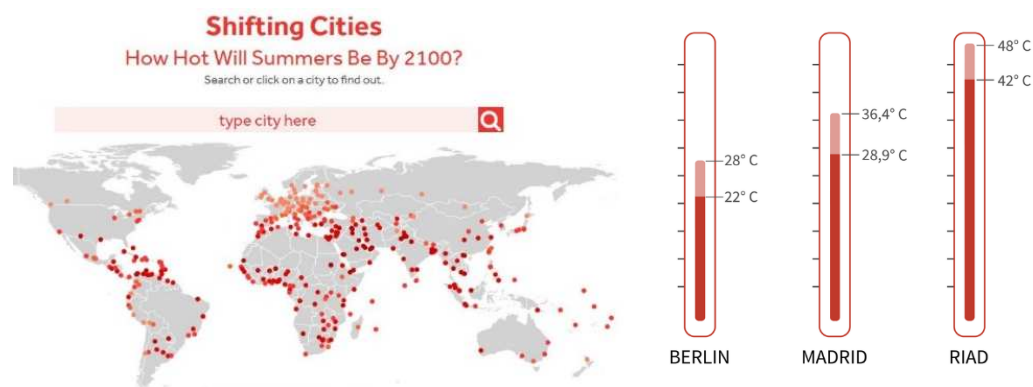 Shifting Cities
How Hot Will Summers Be By 2100?
Search or click on a city to find out.
type city here
28° C
22° C
BERLIN
36,4° C
28,9° C
MADRID
48° C
42° C
RIAD